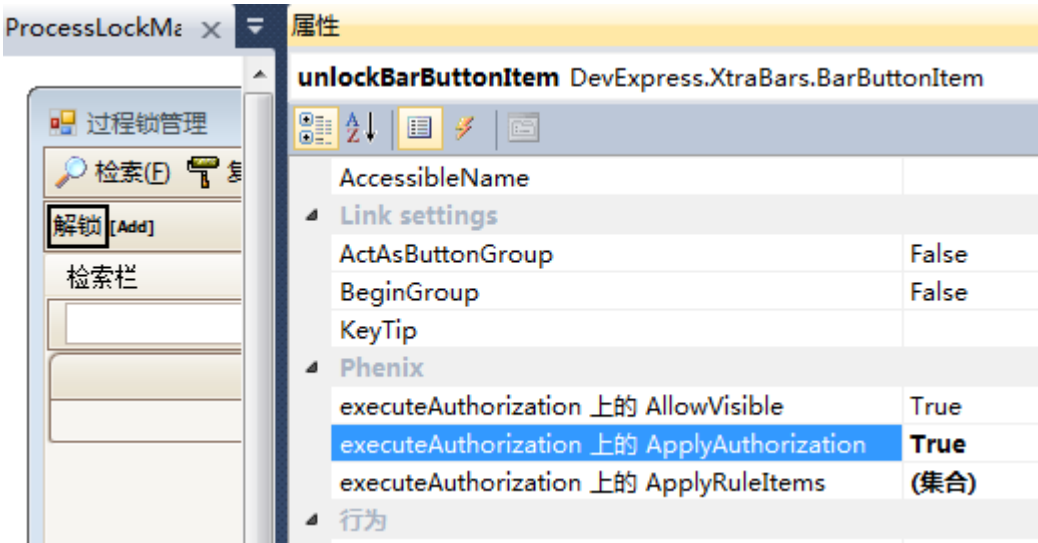 ProcessLockMa
属性
unlockBarButtonItem DevExpress.XtraBars.BarButtonItem
过程锁管理
检索(F)
解锁 [Add]
检索栏
AccessibleName
Link settings
ActAsButtonGroup False
BeginGroup False
KeyTip
Phenix
executeAuthorization 上的 AllowVisible True
executeAuthorization 上的 ApplyAuthorization True
executeAuthorization 上的 ApplyRuleItems (集合)
行为